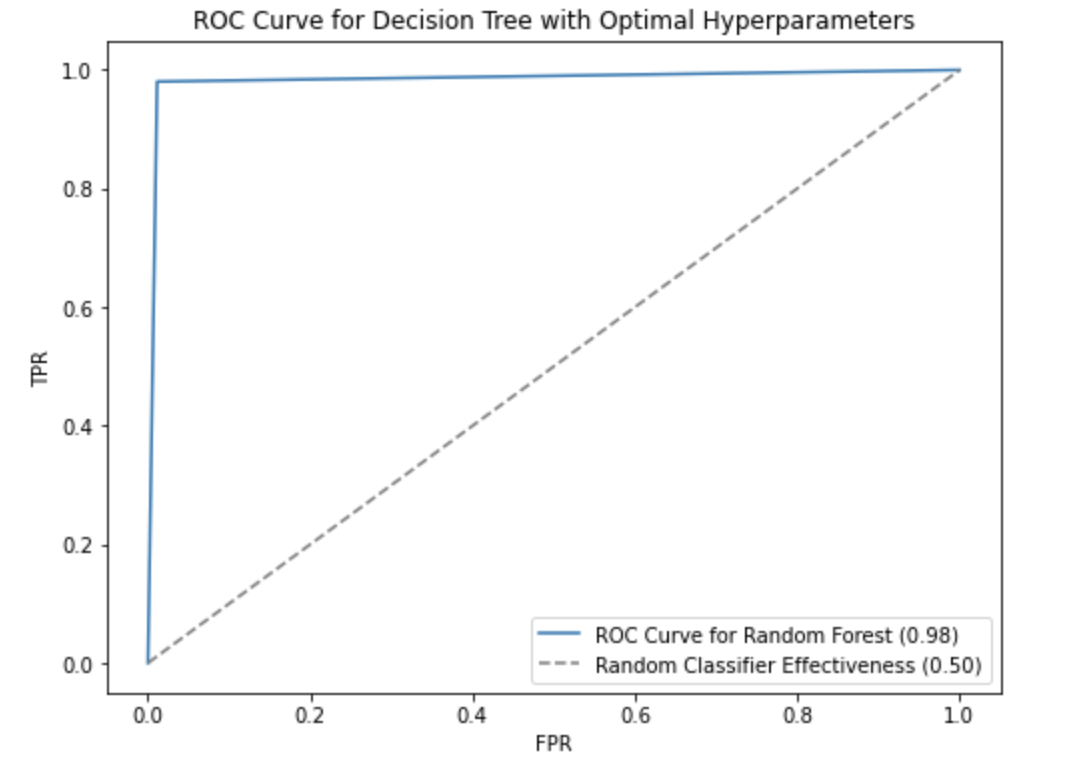 ROC Curve for Decision Tree with Optimal Hyperparameters
1.0
0.8
0.6
0.4
0.2
0.0
TPR
ROC Curve for Random Forest (0.98)
Random Classifier Effectiveness (0.50)
0.0 0.2 0.4 0.6 0.8 1.0
FPR